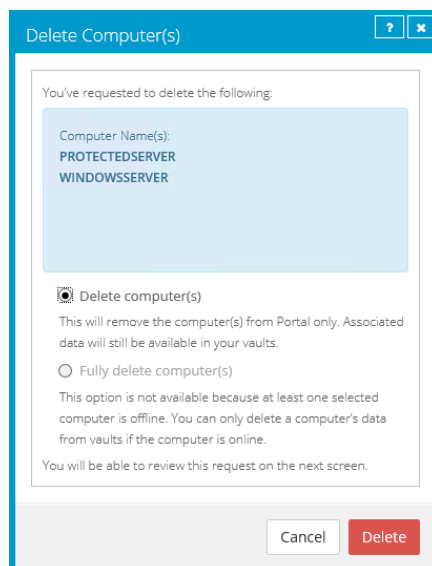 Delete Computer(s)
? ×
You've requested to delete the following:
Computer Name(s):
PROTECTEDSERVER
WINDOWSSERVER
Delete computer(s)
This will remove the computer(s) from Portal only. Associated
data will still be available in your vaults.
Fully delete computer(s)
This option is not available because at least one selected
computer is offline. You can only delete a computer's data
from vaults if the computer is online.
You will be able to review this request on the next screen.
Cancel Delete